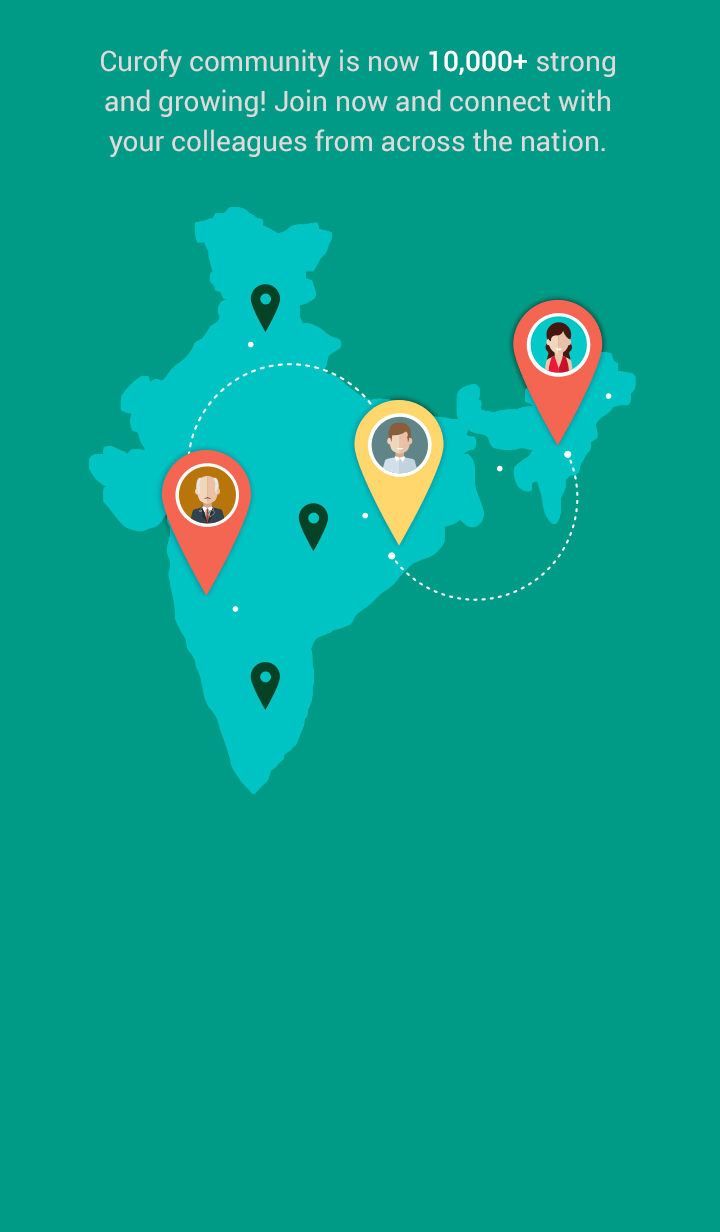 Curofy community is now 10,000+ strong
and growing! Join now and connect with
your colleagues from across the nation.